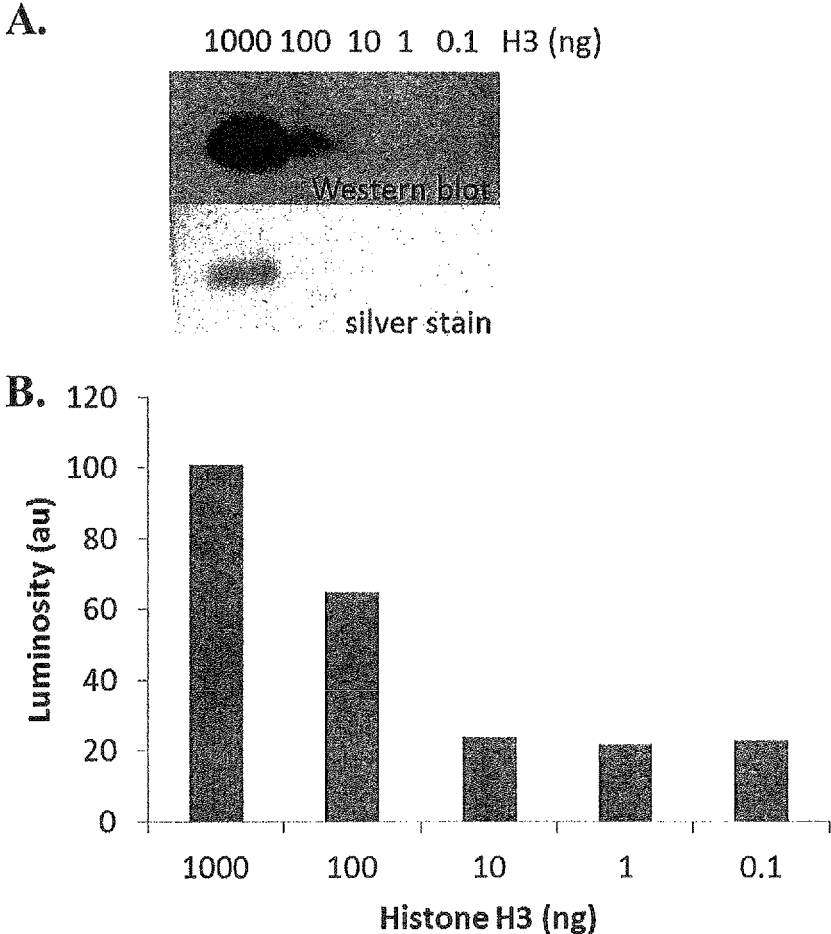 A.
1000 100 10 1 0.1 H3 (ng)
Western blot
silver stain
B.
120
100
80
60
40
20
0
Luminosity (au)
1000 100 10 1 0.1
Histone H3 (ng)